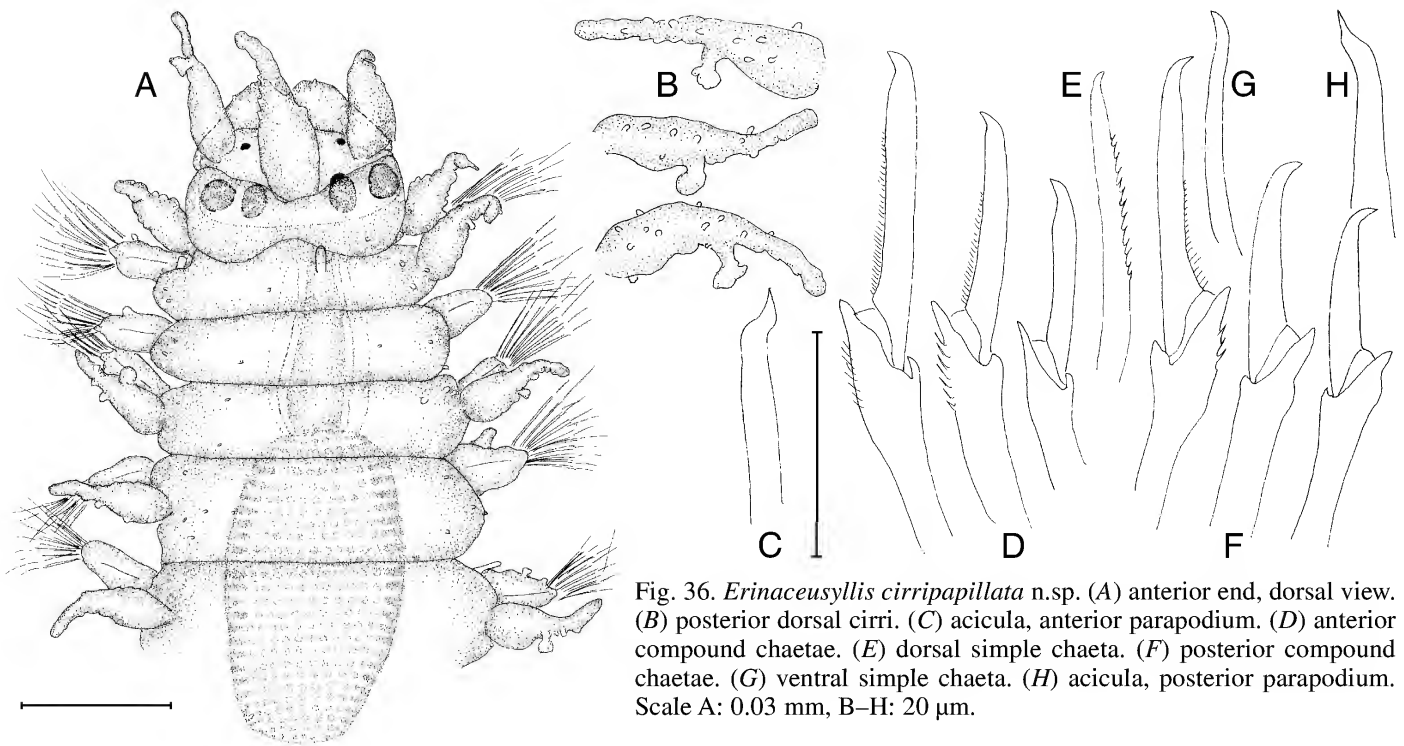 A
B
E
G
H
C
D
F
Fig. 36. Erinaceusyllis cirripapillata n.sp. (A) anterior end, dorsal view.
(B) posterior dorsal cirri. (C) acicula, anterior parapodium. (D) anterior
compound chaetae. (E) dorsal simple chaeta. (F) posterior compound
chaetae. (G) ventral simple chaeta. (H) acicula, posterior parapodium.
Scale A: 0.03 mm, B–H: 20 µm.